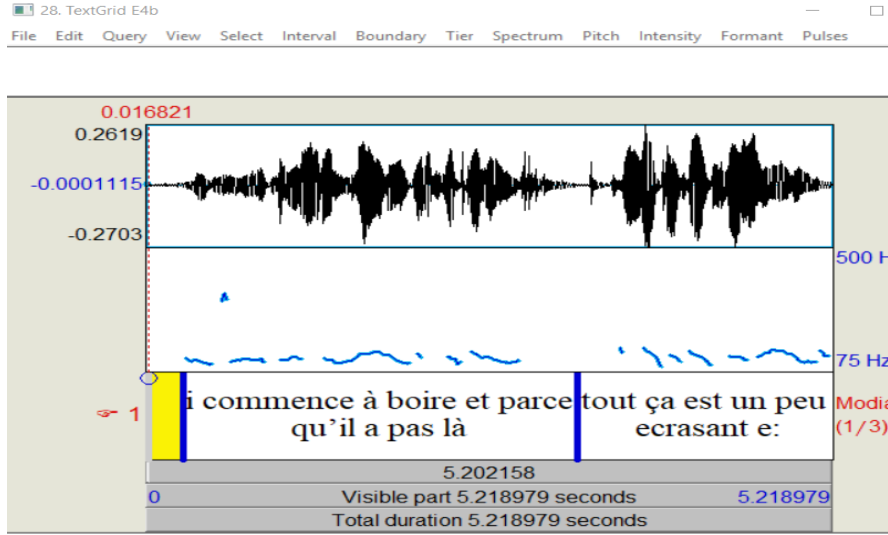 28. TextGrid E4b
File Edit Query View Select Interval Boundary Tier Spectrum Pitch Intensity Formant Pulses
0.016821
0.2619
-0.0001115
-0.2703
500 H
75 Hz
☞ 1
i commence à boire et parce tout ça est un peu Modia
qu'il a pas là ecrasant e: (1/3)
5.202158
0 Visible part 5.218979 seconds 5.218979
Total duration 5.218979 seconds